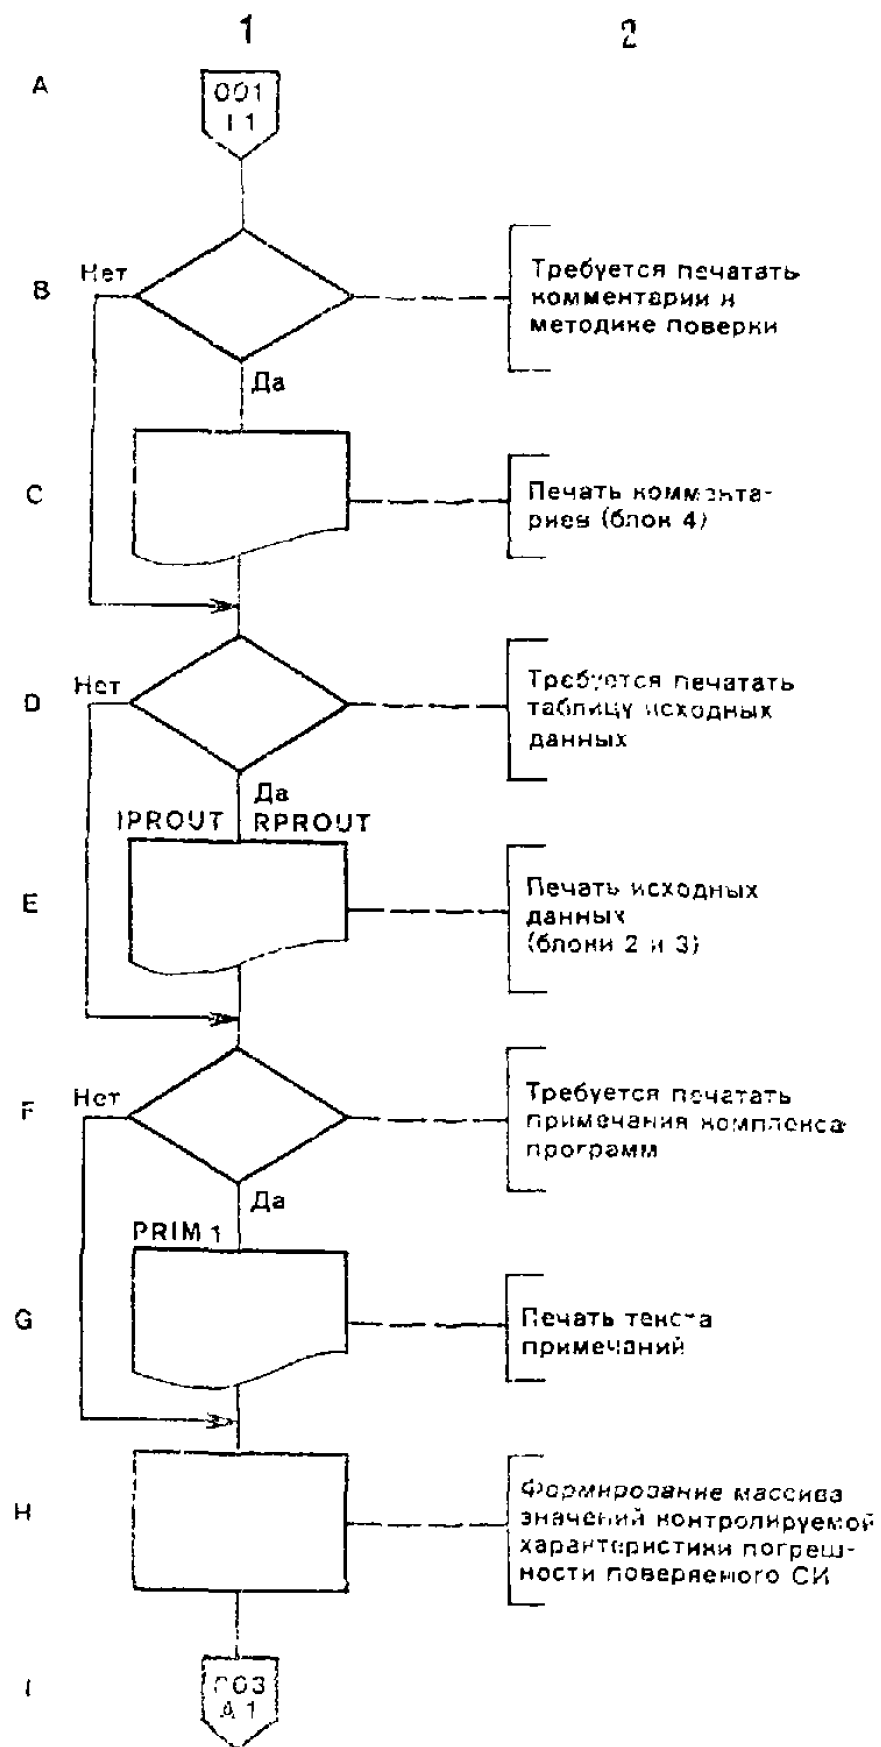 1 2
A
001
I 1
B
Нет
Требуется печатать
комментарии к
методике поверки
Да
C
Печать коммента-
риев (блок 4)
D
Нет
Требуется печатать
таблицу исходных
данных
Да
IPROUT RPROUT
E
Печать исходных
данных
(блоки 2 и 3)
F
Нет
Требуется печатать
примечания комплекса
программ
Да
PRIM 1
G
Печать текста
примечаний
H
Формирование массива
значений контролируемой
характеристики погреш-
ности поверяемого СИ
I
003
A1